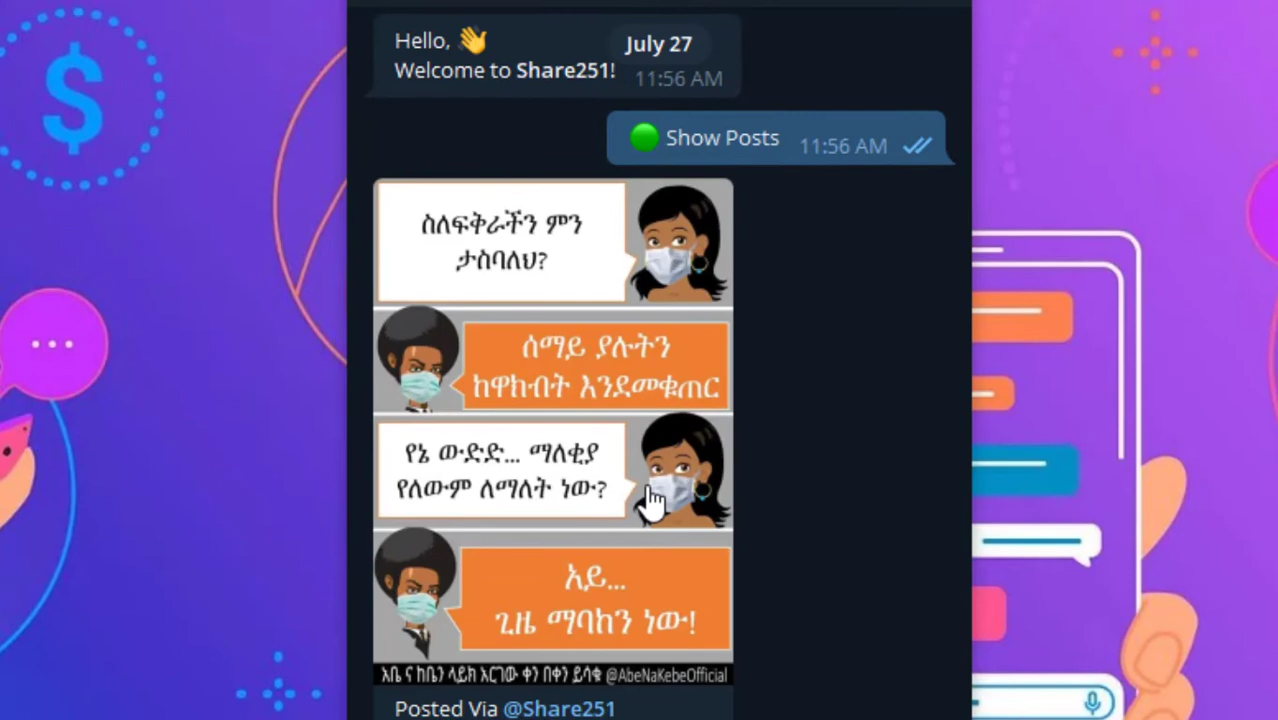 Hello, 👋
July 27
Welcome to Share251!
11:56 AM
🟢 Show Posts
11:56 AM
ስለፍቅራችን ምን
ታስባለህ?
ሰማይ ያሉትን
ከዋክብት እንደመቁጠር
የኔ ውድድ... ማለቂያ
የለውም ለማለት ነው?
አይ...
ጊዜ ማባከን ነው!
አቤ ና ከቤን ላይክ አርገው ቀን በቀን ይሳቁ @AbeNaKebeOfficial
Posted Via @Share251
$